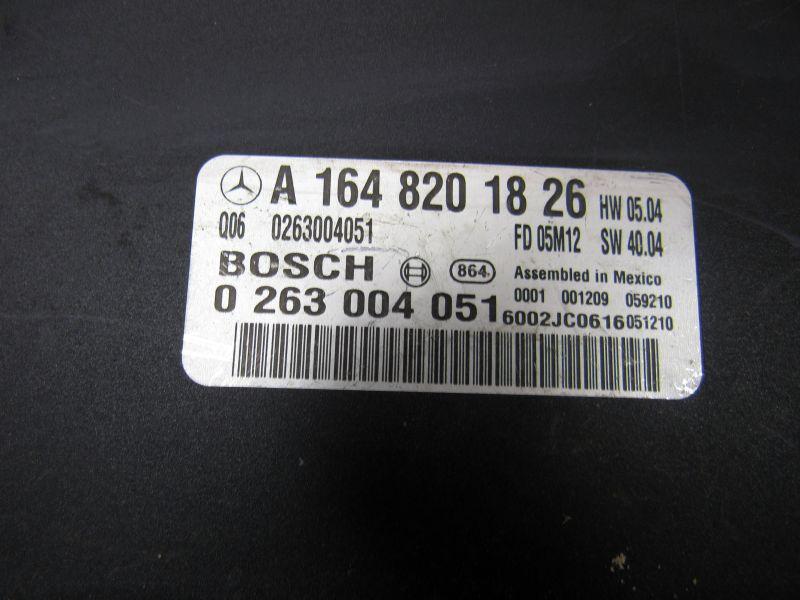 A 164 820 18 26 HW 05.04
Q06 0263004051 FD 05M12 SW 40.04
BOSCH 864 Assembled in Mexico
0 263 004 051 0001 001209 059210
6002JC0616051210